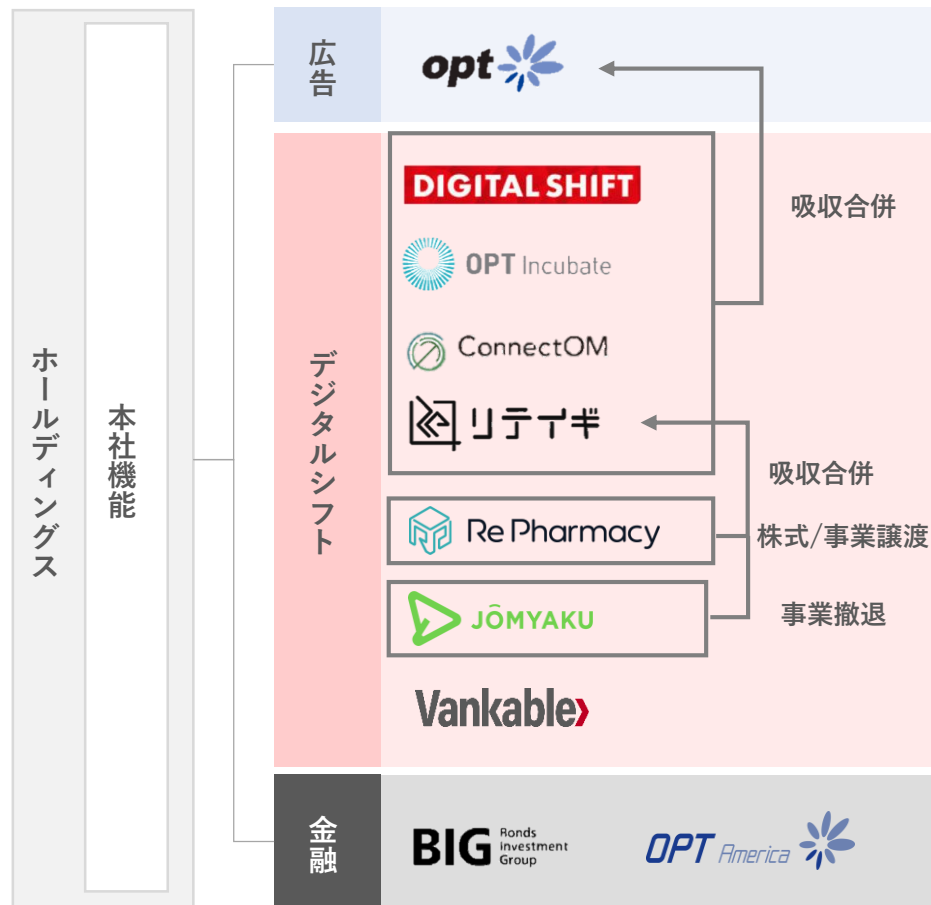 ホールディングス
本社機能
広告
opt
デジタルシフト
DIGITAL SHIFT
OPT Incubate
ConnectOM
リテイギ
Re Pharmacy
JŌMYAKU
Vankable
吸収合併
吸収合併
株式/事業譲渡
事業撤退
金融
BIG
Bonds
Investment
Group
OPT America